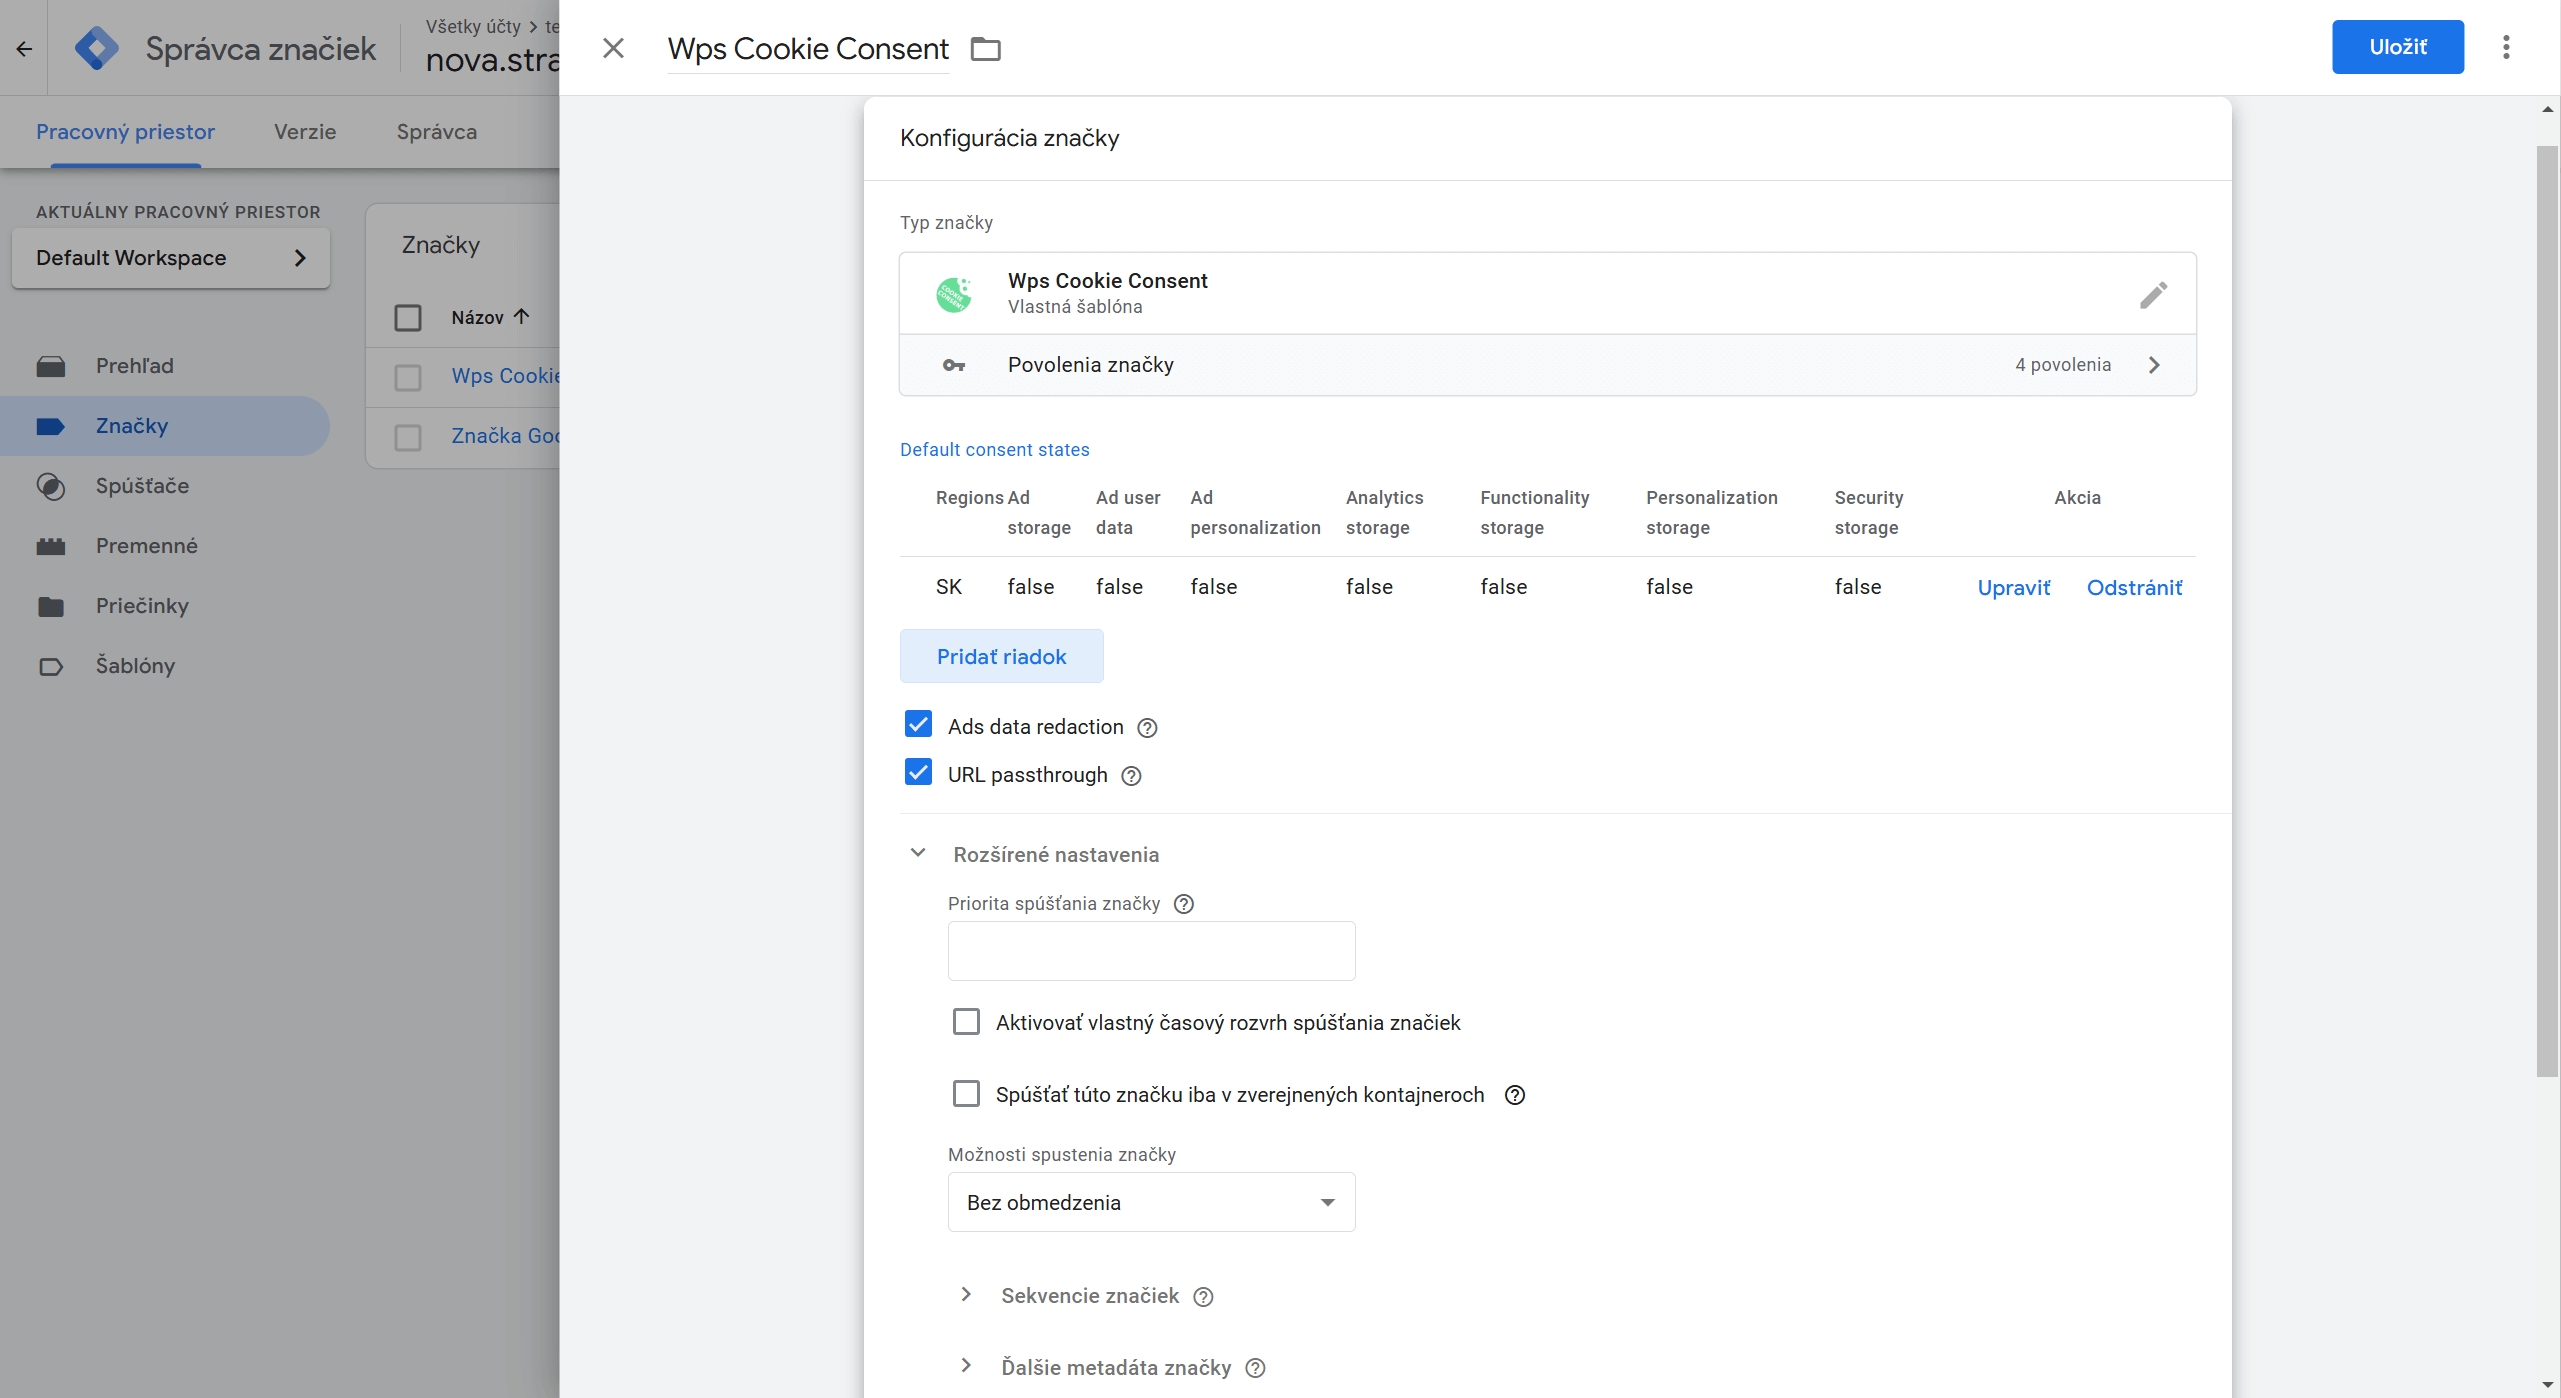 Správca značiek
Všetky účty > te
nova.stra
Wps Cookie Consent
Uložiť
Pracovný priestor
Verzie
Správca
AKTUÁLNY PRACOVNÝ PRIESTOR
Default Workspace
Prehľad
Značky
Spúšťače
Premenné
Priečinky
Šablóny
Značky
Názov
Wps Cookie
Značka Goo
Konfigurácia značky
Typ značky
COOKIE CONSENT
Wps Cookie Consent
Vlastná šablóna
Povolenia značky
4 povolenia
Default consent states
Regions Ad storage Ad user data Ad personalization Analytics storage Functionality storage Personalization storage Security storage Akcia
SK false false false false false false false Upraviť Odstrániť
Pridať riadok
Ads data redaction
URL passthrough
Rozšírené nastavenia
Priorita spúšťania značky
Aktivovať vlastný časový rozvrh spúšťania značiek
Spúšťať túto značku iba v zverejnených kontajneroch
Možnosti spustenia značky
Bez obmedzenia
Sekvencie značiek
Ďalšie metadáta značky